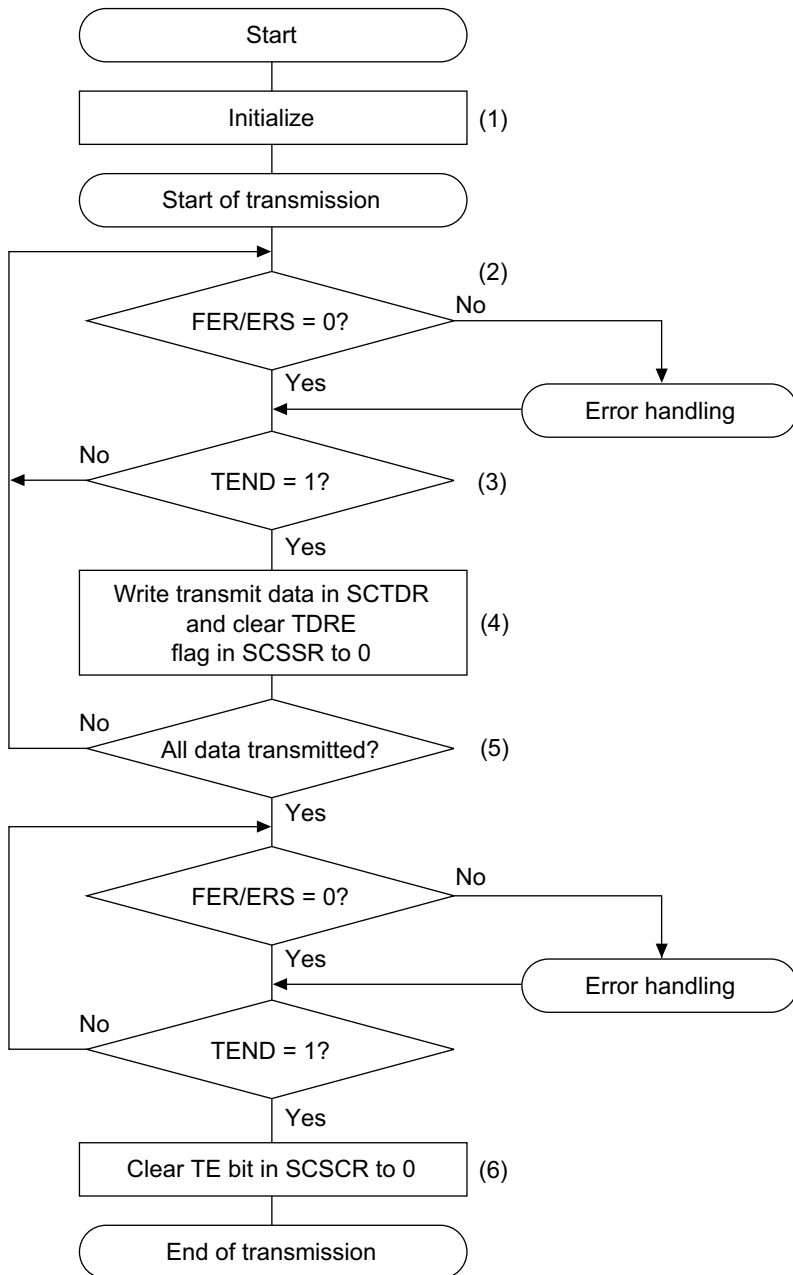 Start
Initialize
(1)
Start of transmission
(2)
FER/ERS = 0?
No
Yes
Error handling
No
TEND = 1?
(3)
Yes
Write transmit data in SCTDR
and clear TDRE
flag in SCSSR to 0
(4)
No
All data transmitted?
(5)
Yes
FER/ERS = 0?
No
Yes
Error handling
No
TEND = 1?
Yes
Clear TE bit in SCSCR to 0
(6)
End of transmission